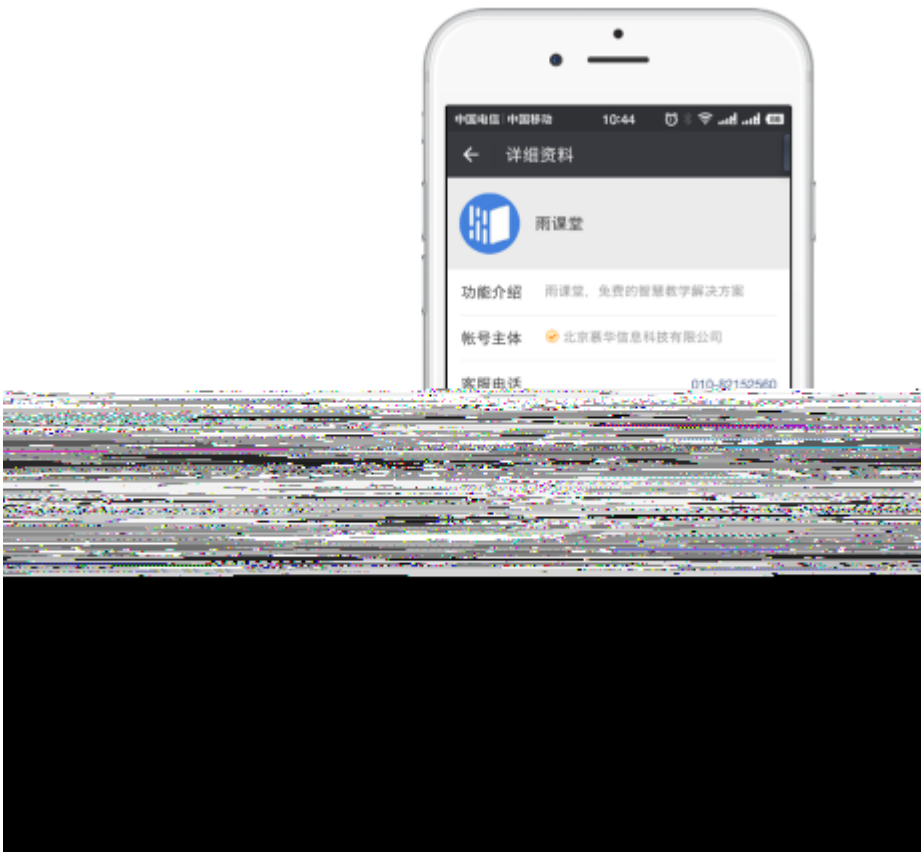 中国电信 中国移动 10:44 88
详细资料
雨课堂
功能介绍 雨课堂,免费的智慧教学解决方案
帐号主体 北京慕华信息科技有限公司
客服电话 010-82152560